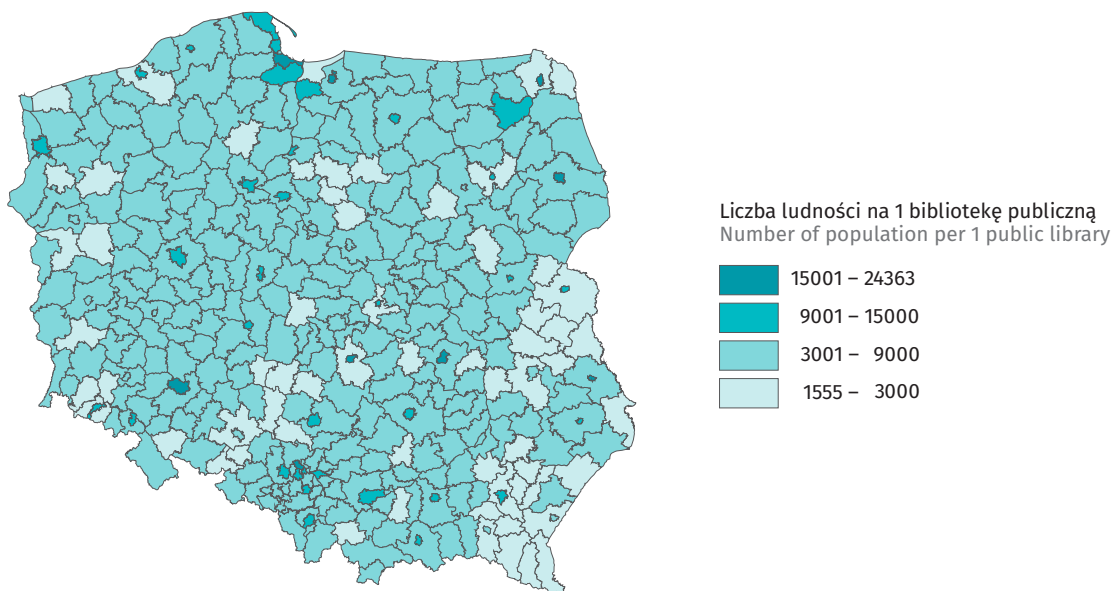 Liczba ludności na 1 bibliotekę publiczną
Number of population per 1 public library
15001 – 24363
9001 – 15000
3001 – 9000
1555 – 3000